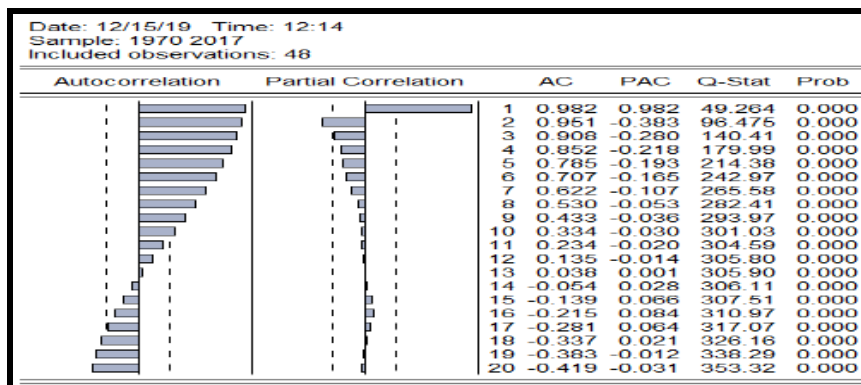 Date: 12/15/19 Time: 12:14
Sample: 1970 2017
Included observations: 48
Autocorrelation Partial Correlation AC PAC Q-Stat Prob
1 0.982 0.982 49.264 0.000
2 0.951 -0.383 96.475 0.000
3 0.908 -0.280 140.41 0.000
4 0.852 -0.218 179.99 0.000
5 0.785 -0.193 214.38 0.000
6 0.707 -0.165 242.97 0.000
7 0.622 -0.107 265.58 0.000
8 0.530 -0.053 282.41 0.000
9 0.433 -0.036 293.97 0.000
10 0.334 -0.030 301.03 0.000
11 0.234 -0.020 304.59 0.000
12 0.135 -0.014 305.80 0.000
13 0.038 0.001 305.90 0.000
14 -0.054 0.028 306.11 0.000
15 -0.139 0.066 307.51 0.000
16 -0.215 0.084 310.97 0.000
17 -0.281 0.064 317.07 0.000
18 -0.337 0.021 326.16 0.000
19 -0.383 -0.012 338.29 0.000
20 -0.419 -0.031 353.32 0.000